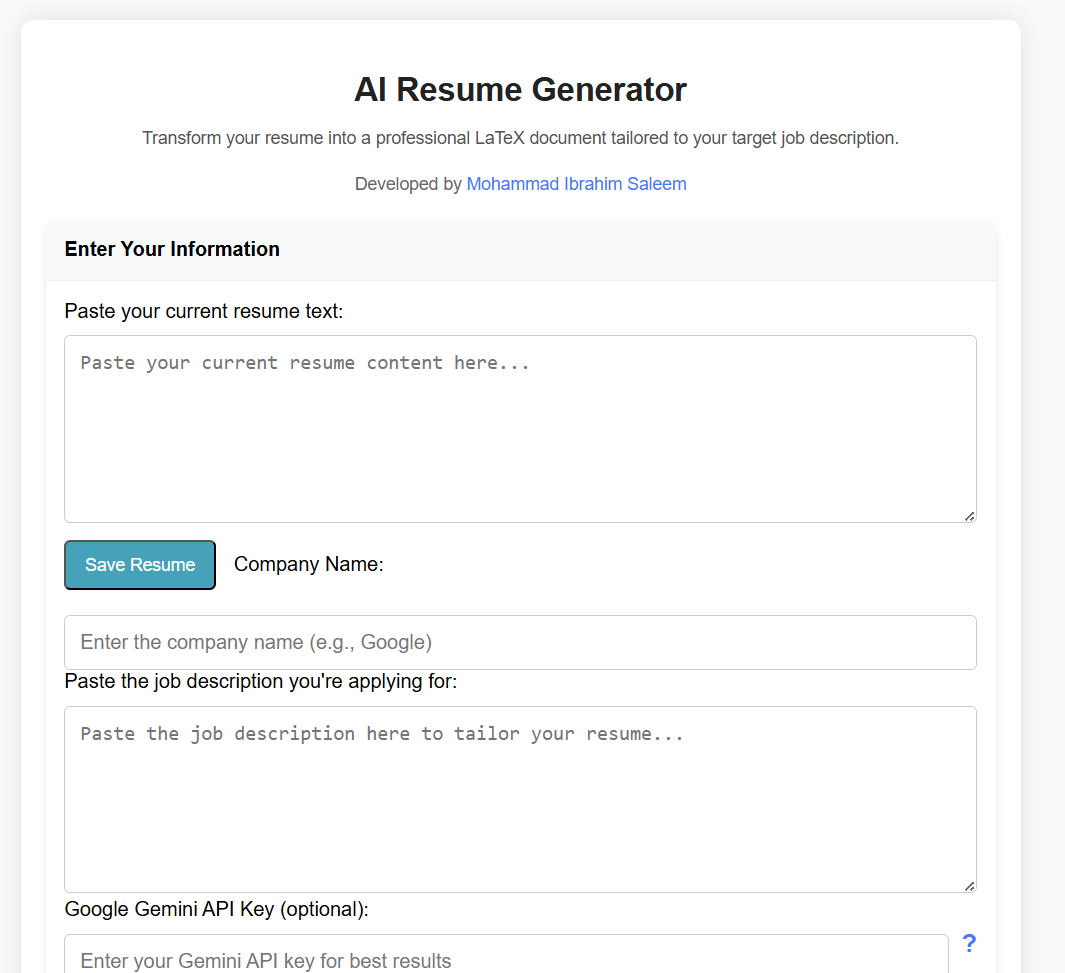 AI Resume Generator
Transform your resume into a professional LaTeX document tailored to your target job description.
Developed by Mohammad Ibrahim Saleem
Enter Your Information
Paste your current resume text:
Paste your current resume content here...
Save Resume Company Name:
Enter the company name (e.g., Google)
Paste the job description you're applying for:
Paste the job description here to tailor your resume...
Google Gemini API Key (optional):
?
Enter your Gemini API key for best results